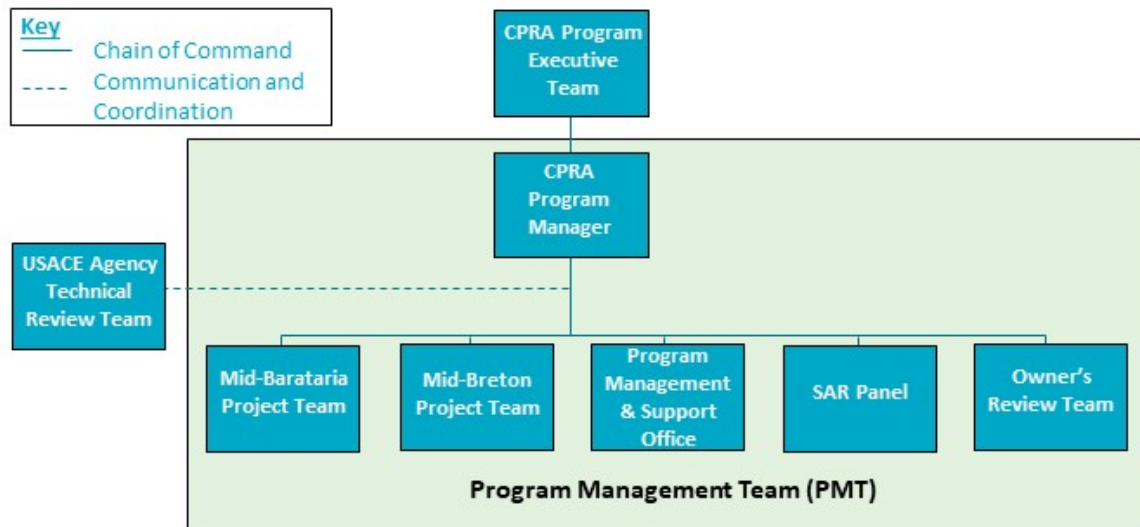 Key
Chain of Command
Communication and
Coordination
CPRA Program
Executive
Team
CPRA
Program
Manager
USACE Agency
Technical
Review Team
Mid-Barataria
Project Team
Mid-Breton
Project Team
Program
Management
& Support
Office
SAR Panel
Owner's
Review Team
Program Management Team (PMT)